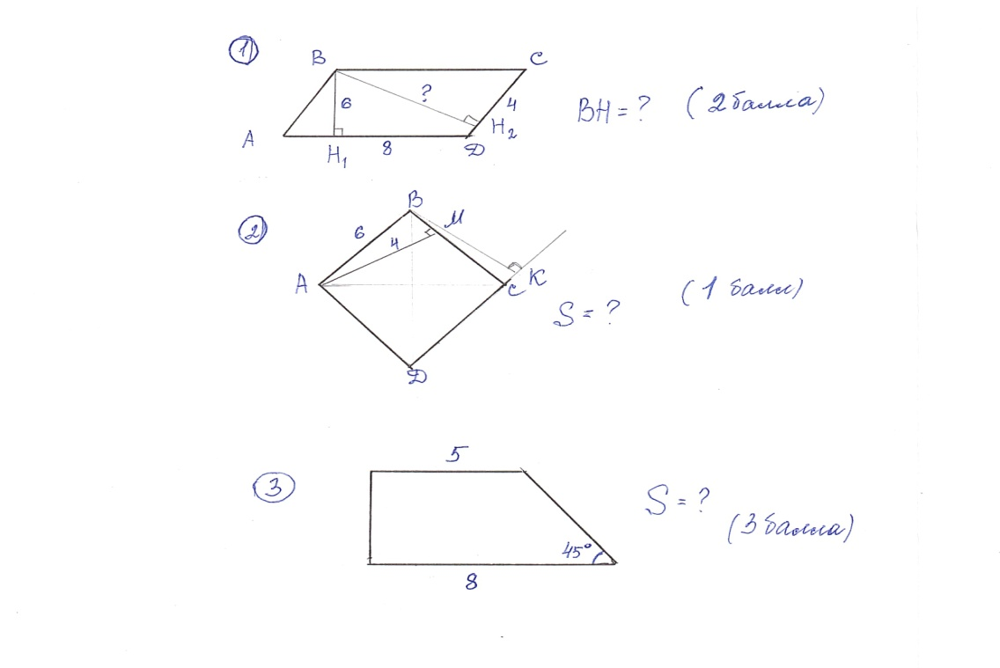 1
B
C
6
?
4
BH = ? (2 балла)
A
H₁
8
D
H₂
2
B
M
6
4
A
C
K
S = ?
(1 балл)
D
3
5
S = ?
(3 балла)
45°
8